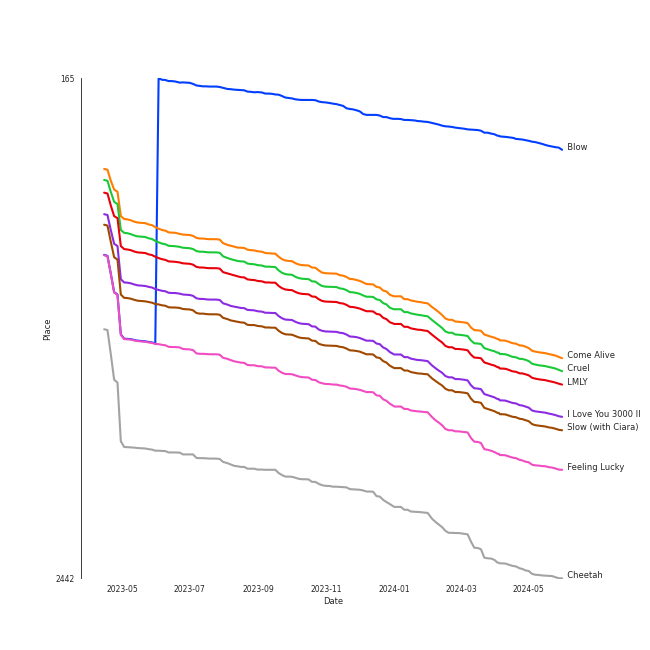 165
Blow
Place
Come Alive
Cruel
LMLY
I Love You 3000 II
Slow (with Ciara)
Feeling Lucky
Cheetah
2442
2023-05 2023-07 2023-09 2023-11 2024-01 2024-03 2024-05
Date